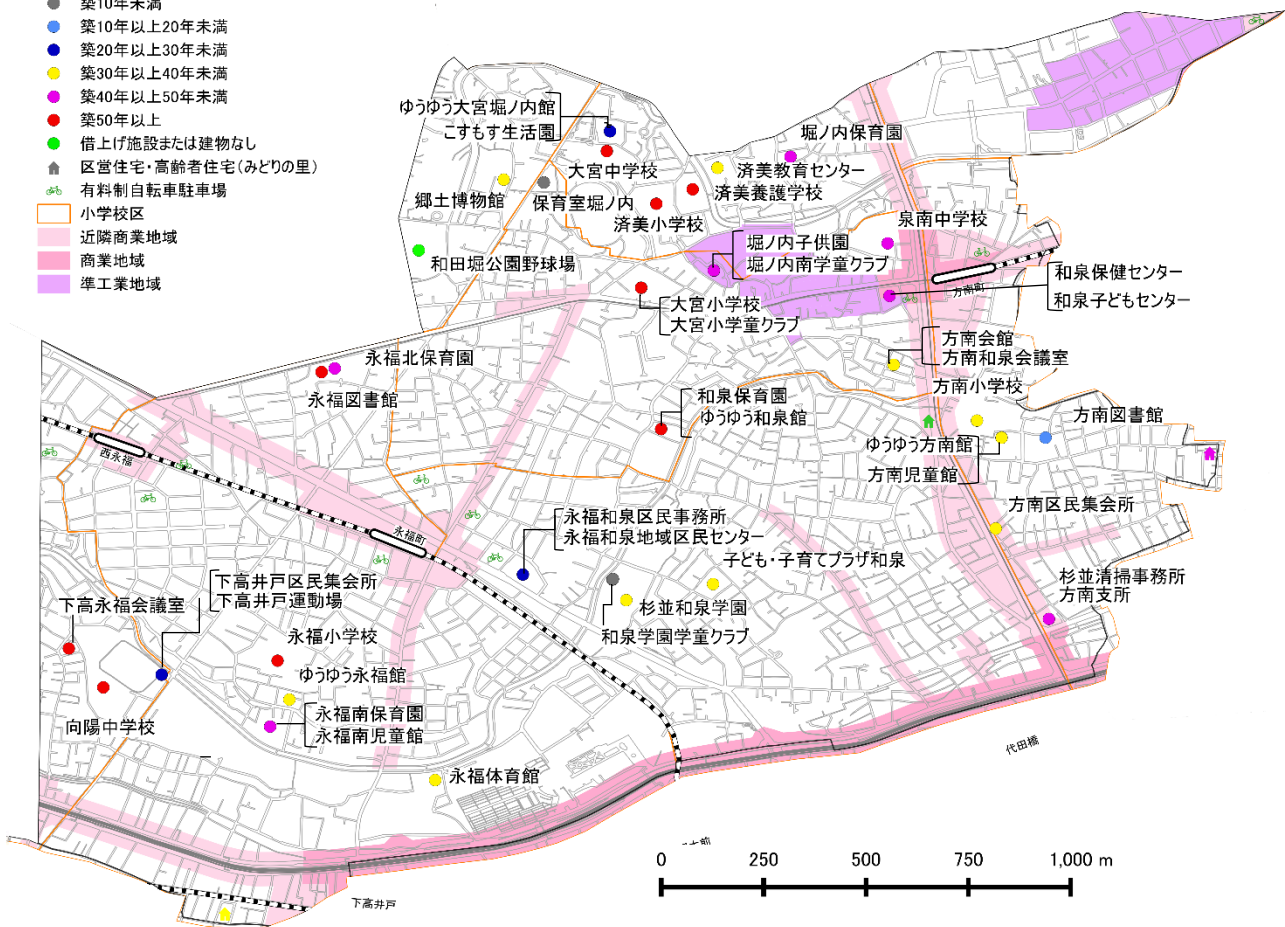 築10年未満
築10年以上20年未満
築20年以上30年未満
築30年以上40年未満
築40年以上50年未満
築50年以上
借上げ施設または建物なし
区営住宅・高齢者住宅(みどりの里)
有料制自転車駐車場
小学校区
近隣商業地域
商業地域
準工業地域
ゆうゆう大宮堀ノ内館
こすもす生活園
大宮中学校
堀ノ内保育園
済美教育センター
済美養護学校
郷土博物館
保育室堀ノ内
済美小学校
泉南中学校
和田堀公園野球場
堀ノ内子供園
堀ノ内南学童クラブ
方南町
和泉保健センター
和泉子どもセンター
大宮小学校
大宮小学童クラブ
方南会館
方南和泉会議室
永福北保育園
永福図書館
方南小学校
和泉保育園
ゆうゆう和泉館
方南図書館
ゆうゆう方南館
方南児童館
西永福
方南区民集会所
永福町
永福和泉区民事務所
永福和泉地域区民センター
子ども・子育てプラザ和泉
杉並和泉学園
和泉学園学童クラブ
杉並清掃事務所
方南支所
下高井戸区民集会所
下高井戸運動場
下高永福会議室
永福小学校
ゆうゆう永福館
向陽中学校
永福南保育園
永福南児童館
永福体育館
代田橋
下高井戸
0 250 500 750 1,000 m